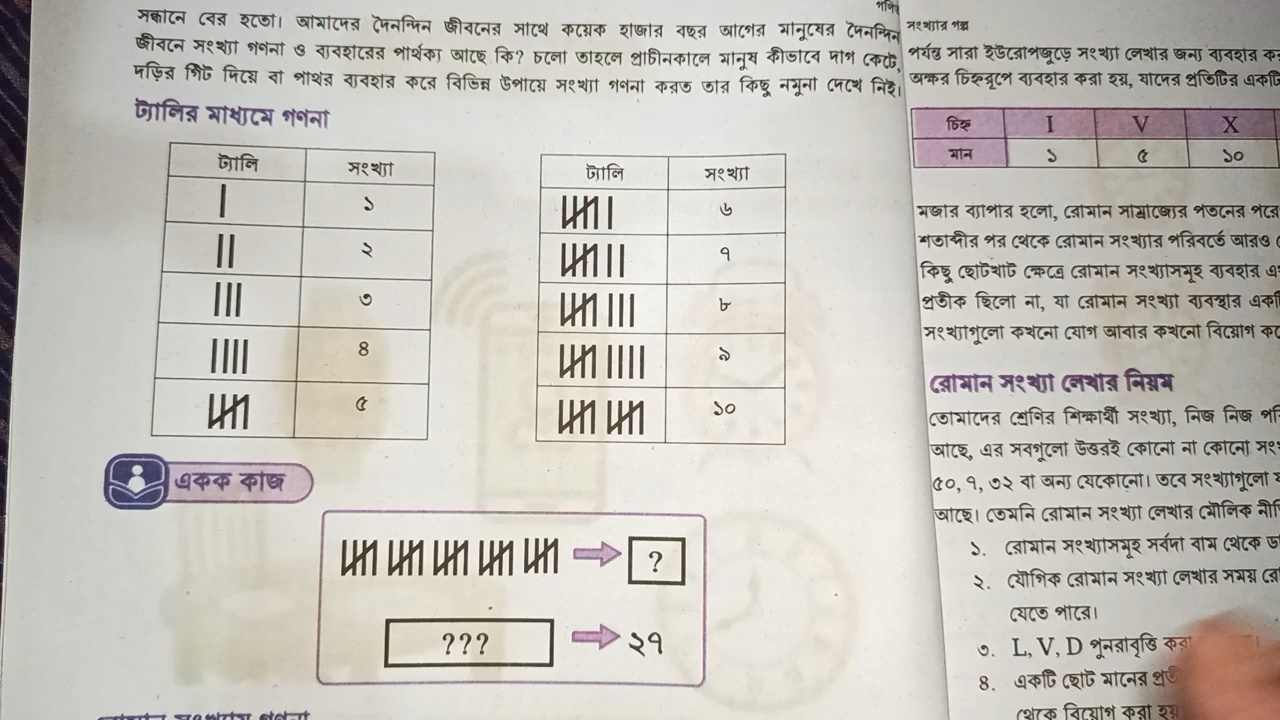 সন্ধানে বের হতো। আমাদের দৈনন্দিন জীবনের সাথে কয়েক হাজার বছর আগের মানুষের দৈনন্দিন
জীবনে সংখ্যা গণনা ও ব্যবহারের পার্থক্য আছে কি? চলো তাহলে প্রাচীনকালে মানুষ কীভাবে দাগ কেটে,
দড়ির গিঁট দিয়ে বা পাথর ব্যবহার করে বিভিন্ন উপায়ে সংখ্যা গণনা করত তার কিছু নমুনা দেখে নিই।
ট্যালির মাধ্যমে গণনা
ট্যালি সংখ্যা
১
২
৩
৪
৫
ট্যালি সংখ্যা
৬
৭
৮
৯
১০
একক কাজ
?
??? ২৭
সংখ্যার গল্প
পর্যন্ত সারা ইউরোপজুড়ে সংখ্যা লেখার জন্য ব্যবহার
অক্ষর চিহ্নরূপে ব্যবহার করা হয়, যাদের প্রতিটির একটি
চিহ্ন I V X
মান ১ ৫ ১০
মজার ব্যাপার হলো, রোমান সাম্রাজ্যের পতনের পরে
শতাব্দীর পর থেকে রোমান সংখ্যার পরিবর্তে আরও
কিছু ছোটখাট ক্ষেত্রে রোমান সংখ্যাসমূহ ব্যবহার
প্রতীক ছিলো না, যা রোমান সংখ্যা ব্যবস্থার
সংখ্যাগুলো কখনো যোগ আবার কখনো বিয়োগ
রোমান সংখ্যা লেখার নিয়ম
তোমাদের শ্রেণির শিক্ষার্থী সংখ্যা, নিজ নিজ
আছে, এর সবগুলো উত্তরই কোনো না কোনো
৫০, ৭, ৩২ বা অন্য যেকোনো। তবে সংখ্যাগুলো
আছে। তেমনি রোমান সংখ্যা লেখার মৌলিক
১. রোমান সংখ্যাসমূহ সর্বদা বাম থেকে
২. যৌগিক রোমান সংখ্যা লেখার সময়
যেতে পারে।
৩. L, V, D পুনরাবৃত্তি করা
৪. একটি ছোট মানের
থেকে বিয়োগ করা হয়